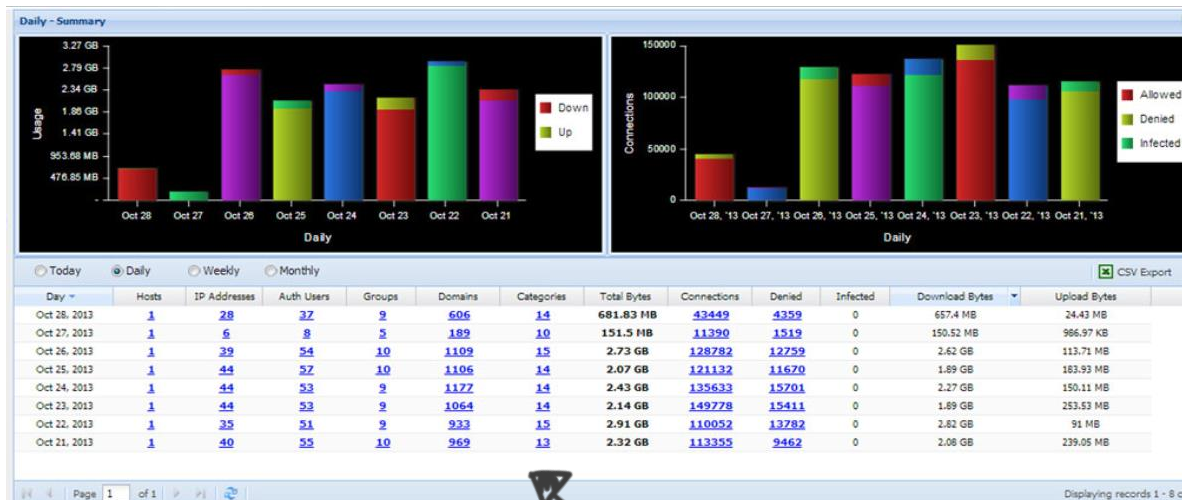 Daily - Summary
3.27 GB
2.79 GB
2.34 GB
1.86 GB
1.41 GB
953.68 MB
476.85 MB
-
Usage
Oct 28 Oct 27 Oct 26 Oct 25 Oct 24 Oct 23 Oct 22 Oct 21
Daily
Down
Up
150000
100000
50000
0
Connections
Oct 28, '13 Oct 27, '13 Oct 26, '13 Oct 25, '13 Oct 24, '13 Oct 23, '13 Oct 22, '13 Oct 21, '13
Daily
Allowed
Denied
Infected
Today Daily Weekly Monthly CSV Export
Day Hosts IP Addresses Auth Users Groups Domains Categories Total Bytes Connections Denied Infected Download Bytes Upload Bytes
Oct 28, 2013 1 28 37 9 606 14 681.83 MB 43449 4359 0 657.4 MB 24.43 MB
Oct 27, 2013 1 6 8 5 189 10 151.5 MB 11390 1519 0 150.52 MB 986.97 KB
Oct 26, 2013 1 39 54 10 1109 15 2.73 GB 128782 12759 0 2.62 GB 113.71 MB
Oct 25, 2013 1 44 57 10 1106 14 2.07 GB 121132 11670 0 1.89 GB 183.93 MB
Oct 24, 2013 1 44 53 9 1177 14 2.43 GB 135633 15701 0 2.27 GB 150.11 MB
Oct 23, 2013 1 44 53 9 1064 14 2.14 GB 149778 15411 0 1.89 GB 253.53 MB
Oct 22, 2013 1 35 51 9 933 15 2.91 GB 110052 13782 0 2.82 GB 91 MB
Oct 21, 2013 1 40 55 10 969 13 2.32 GB 113355 9462 0 2.08 GB 239.05 MB
Page 1 of 1 Displaying records 1 - 8